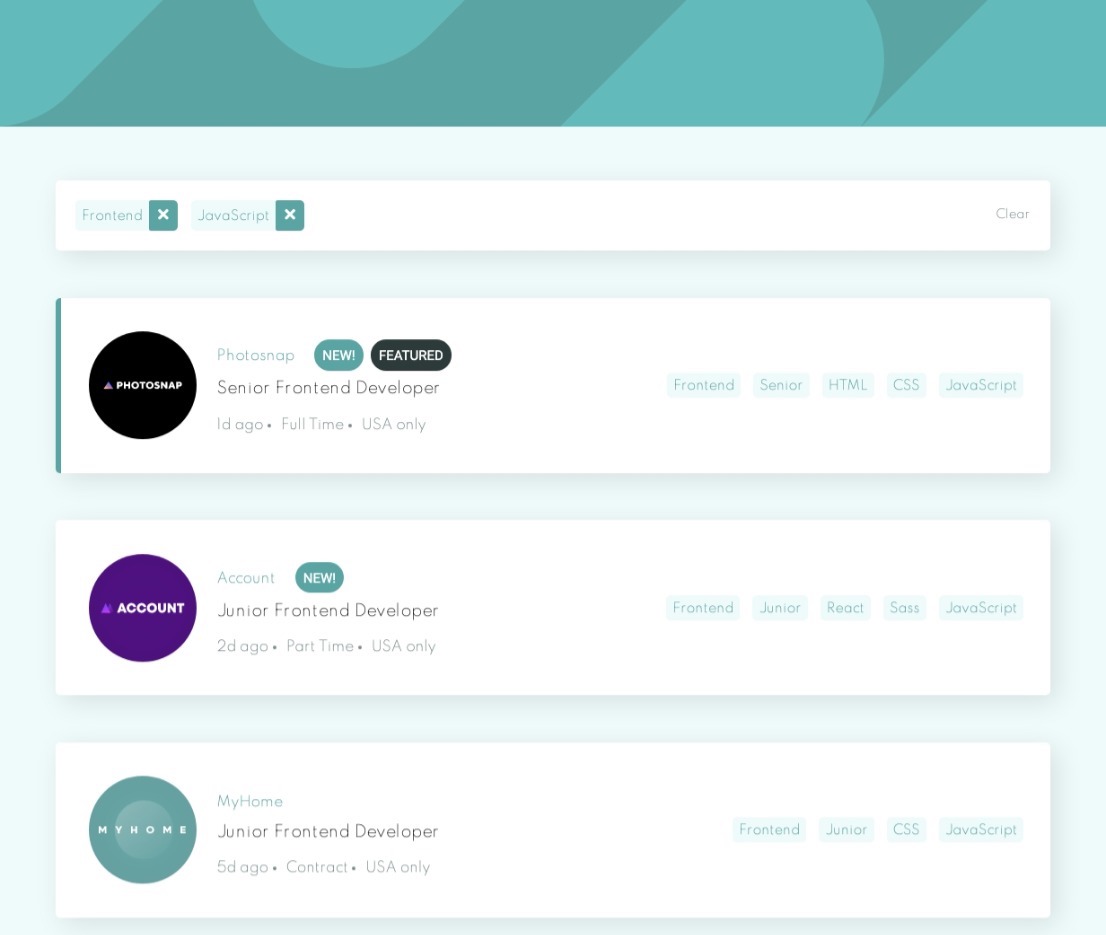 Frontend JavaScript Clear
PHOTOSNAP
Photosnap NEW! FEATURED
Senior Frontend Developer
1d ago • Full Time • USA only
Frontend Senior HTML CSS JavaScript
ACCOUNT
Account NEW!
Junior Frontend Developer
2d ago • Part Time • USA only
Frontend Junior React Sass JavaScript
MYHOME
MyHome
Junior Frontend Developer
5d ago • Contract • USA only
Frontend Junior CSS JavaScript